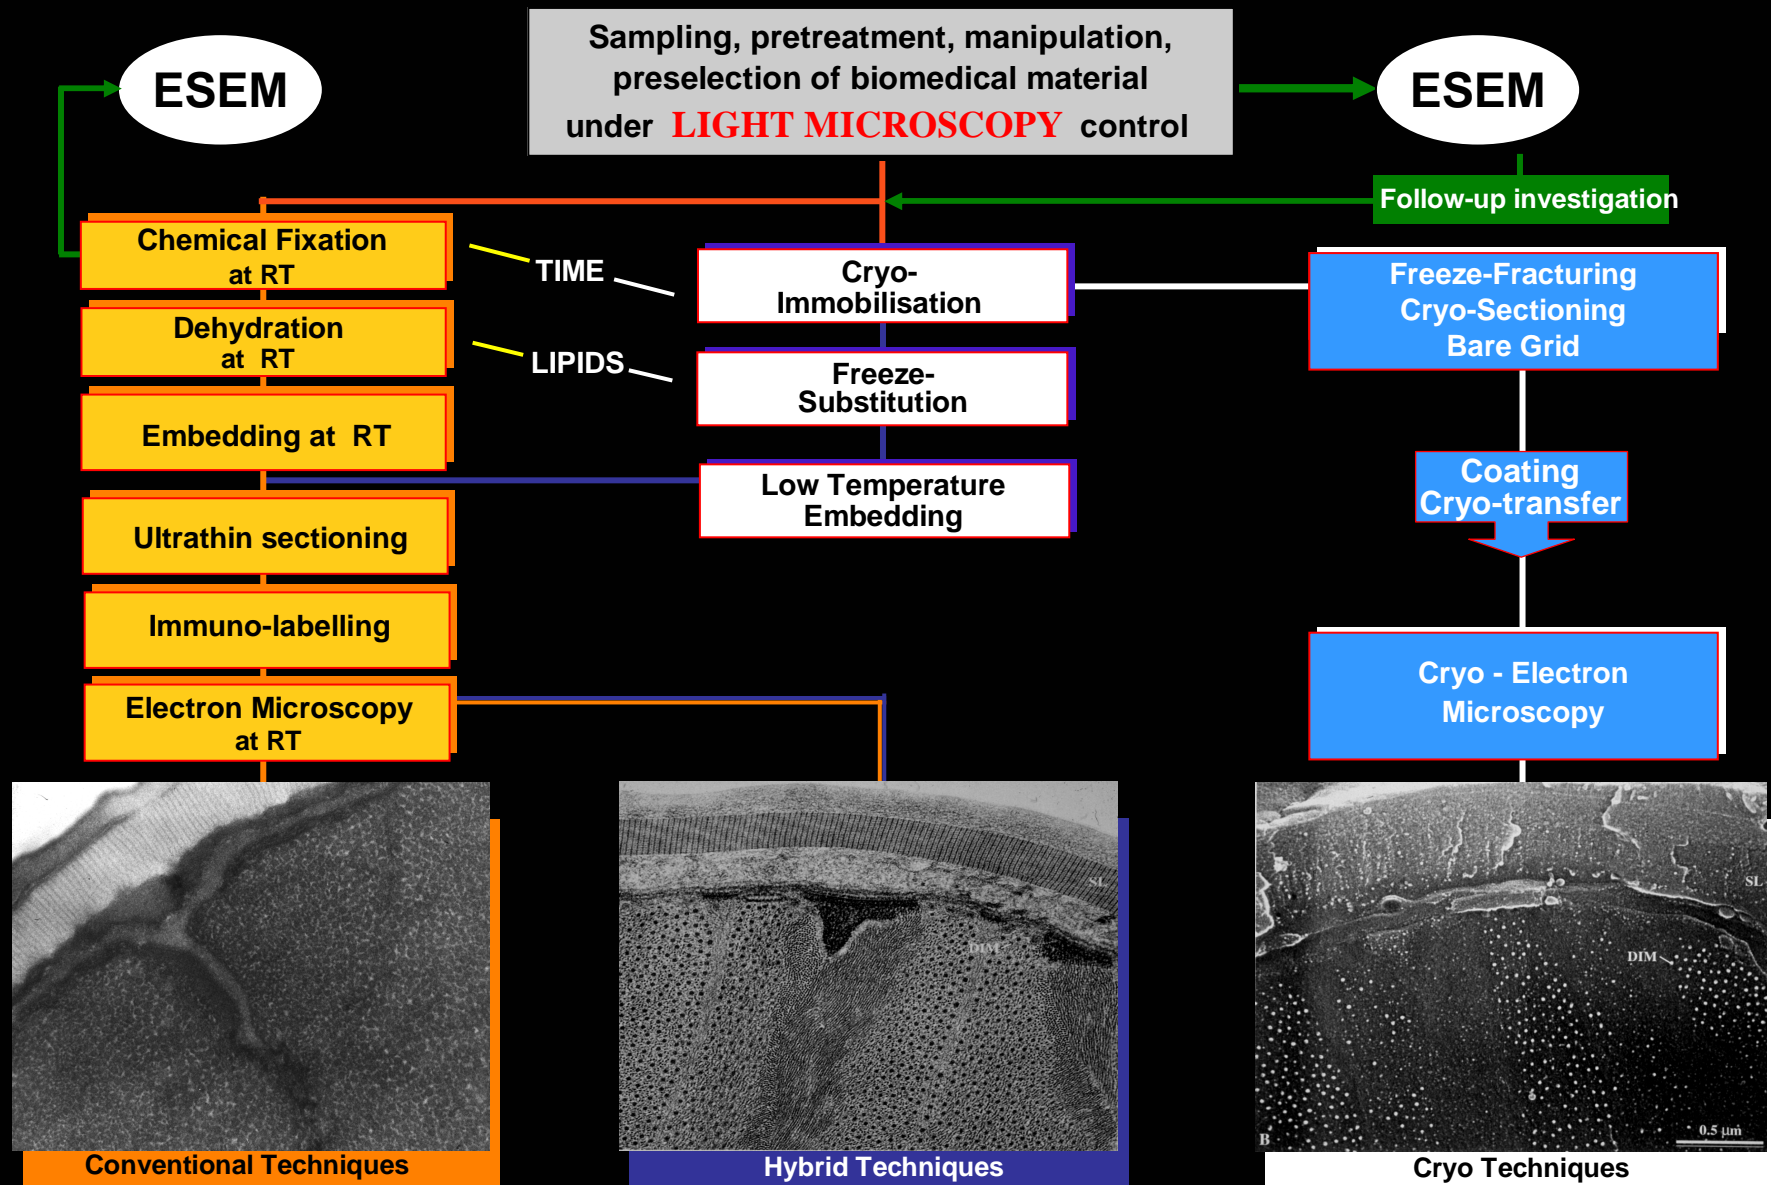 ESEM
Sampling, pretreatment, manipulation,
preselection of biomedical material
under LIGHT MICROSCOPY control
ESEM
Follow-up investigation
Chemical Fixation
at RT
TIME
Cryo-
Immobilisation
Freeze-Fracturing
Cryo-Sectioning
Bare Grid
Dehydration
at RT
LIPIDS
Freeze-
Substitution
Embedding at RT
Low Temperature
Embedding
Coating
Cryo-transfer
Ultrathin sectioning
Immuno-labelling
Electron Microscopy
at RT
Cryo - Electron
Microscopy
SL
DIM
SL
DIM
B
0.5 µm
Conventional Techniques
Hybrid Techniques
Cryo Techniques